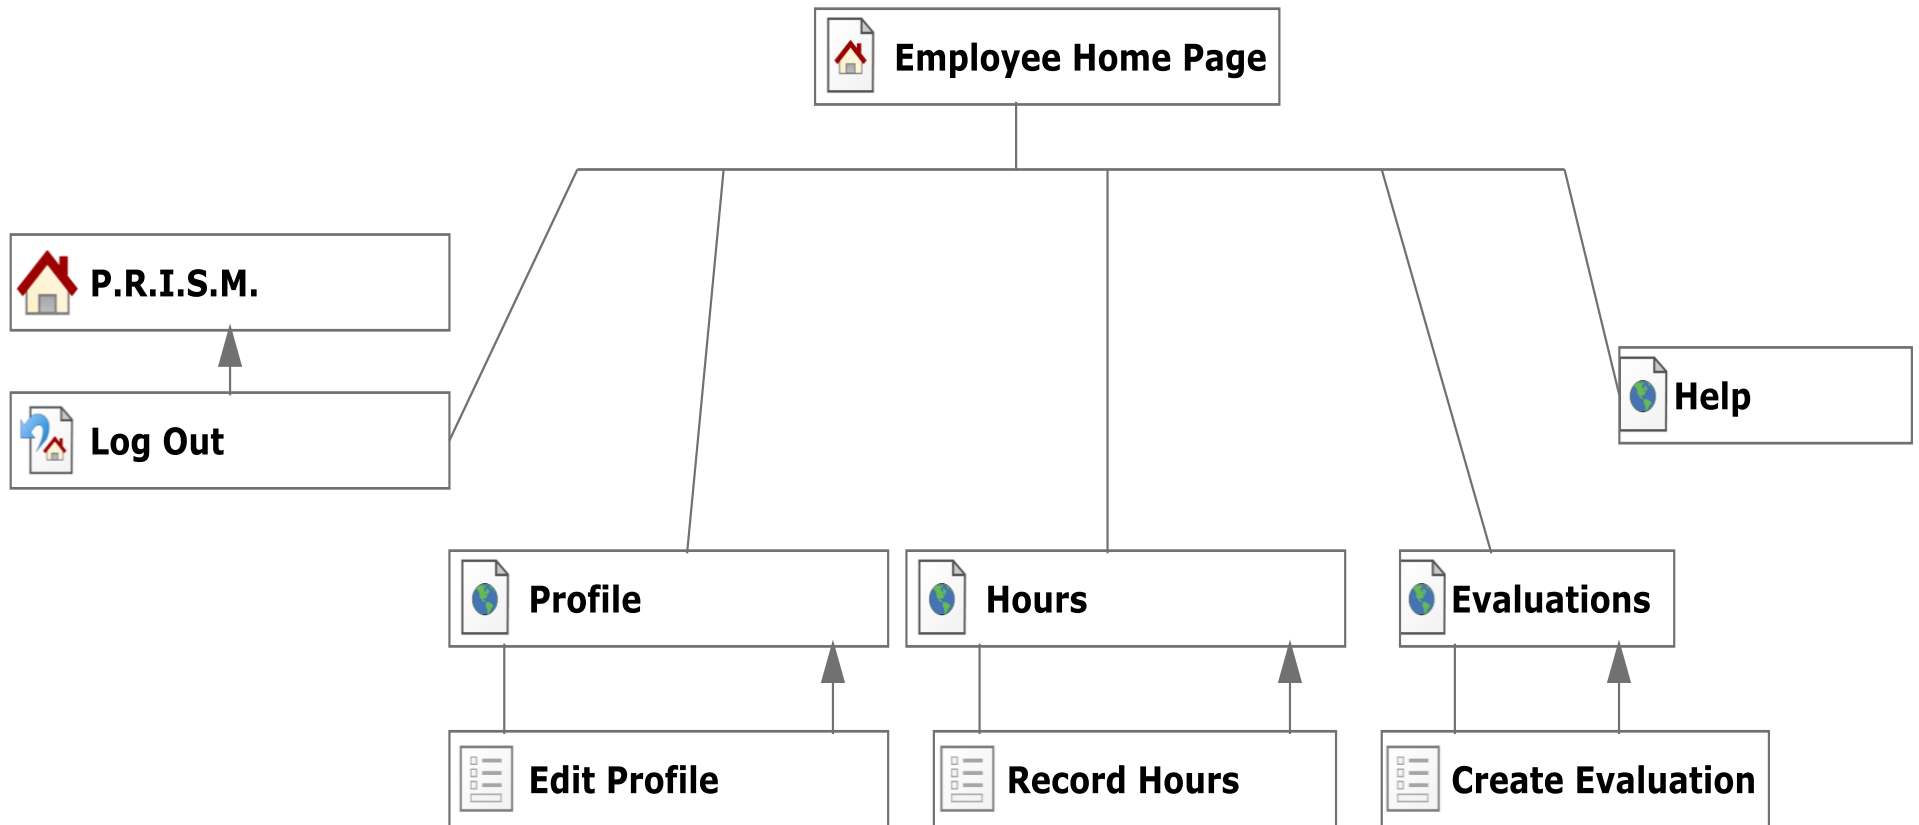 Employee Home Page
P.R.I.S.M.
Log Out
Help
Profile
Hours
Evaluations
Edit Profile
Record Hours
Create Evaluation